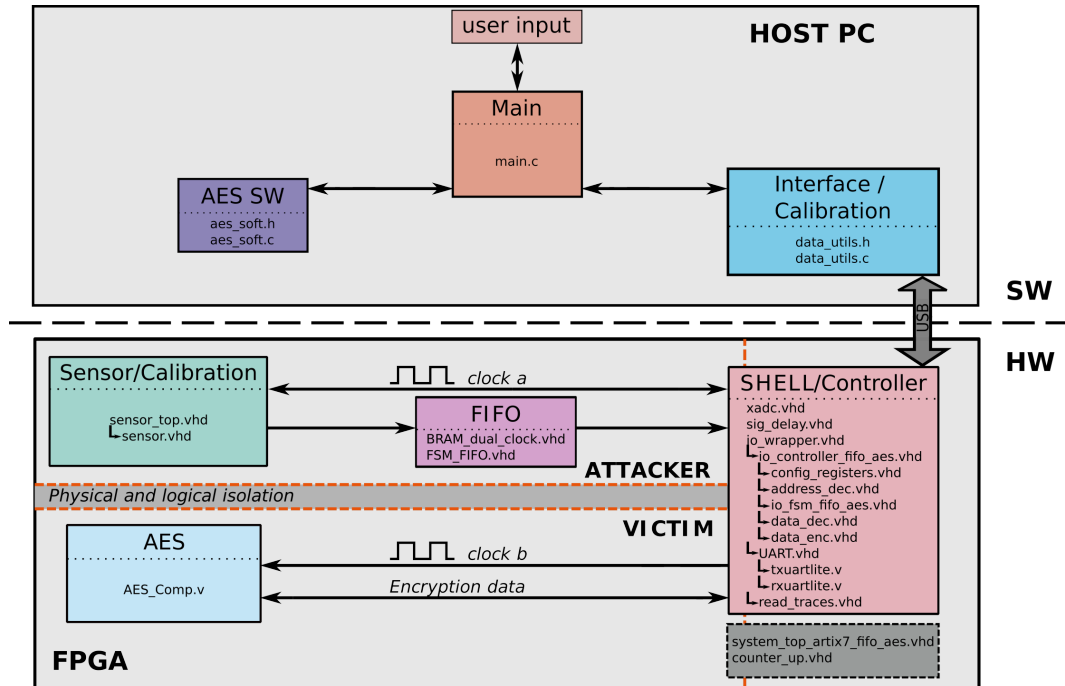 user input
HOST PC
Main
main.c
AES SW
aes_soft.h
aes_soft.c
Interface /
Calibration
data_utils.h
data_utils.c
SW
USB
HW
Sensor/Calibration
sensor_top.vhd
sensor.vhd
clock a
FIFO
BRAM_dual_clock.vhd
FSM_FIFO.vhd
SHELL/Controller
xadc.vhd
sig_delay.vhd
io_wrapper.vhd
io_controller_fifo_aes.vhd
config_registers.vhd
address_dec.vhd
io_fsm_fifo_aes.vhd
data_dec.vhd
data_enc.vhd
UART.vhd
txuartlite.v
rxuartlite.v
read_traces.vhd
ATTACKER
Physical and logical isolation
VICTIM
AES
AES_Comp.v
clock b
Encryption data
system_top_artix7_fifo_aes.vhd
counter_up.vhd
FPGA